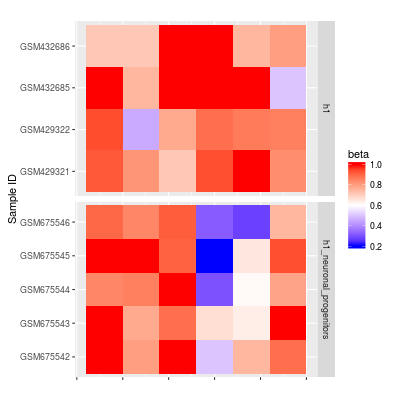 Sample ID
GSM432686
GSM432685
GSM429322
GSM429321
h1
GSM675546
GSM675545
GSM675544
GSM675543
GSM675542
h1_neuronal_progenitors
beta
1.0
0.8
0.6
0.4
0.2